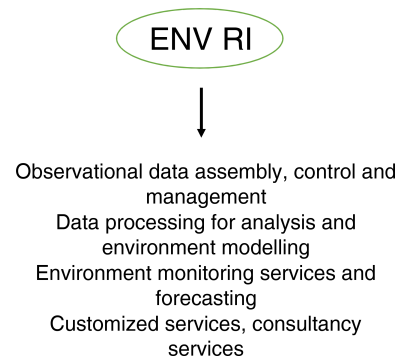 ENV RI
Observational data assembly, control and
management
Data processing for analysis and
environment modelling
Environment monitoring services and
forecasting
Customized services, consultancy
services